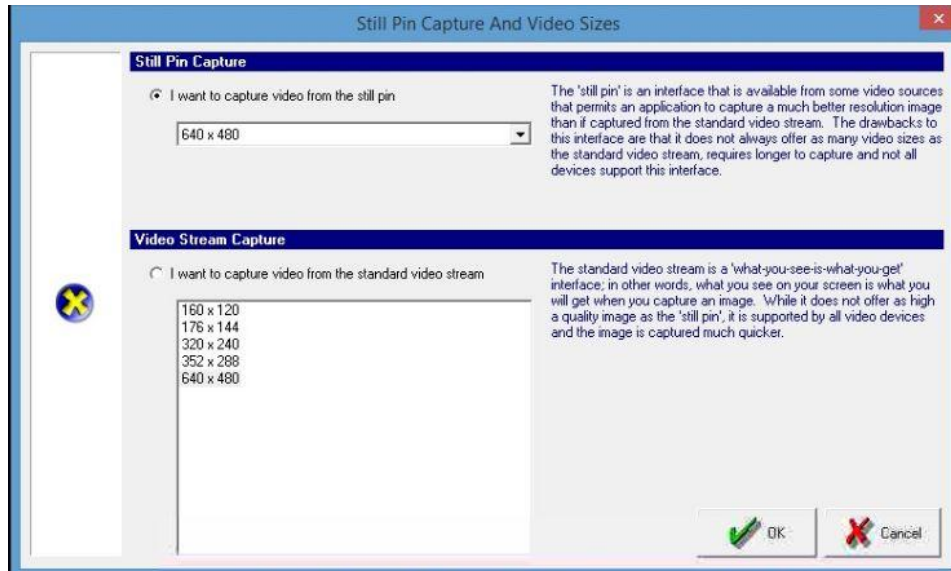 Still Pin Capture And Video Sizes
Still Pin Capture
I want to capture video from the still pin
640 x 480
The 'still pin' is an interface that is available from some video sources
that permits an application to capture a much better resolution image
than if captured from the standard video stream. The drawbacks to
this interface are that it does not always offer as many video sizes as
the standard video stream, requires longer to capture and not all
devices support this interface.
Video Stream Capture
I want to capture video from the standard video stream
160 x 120
176 x 144
320 x 240
352 x 288
640 x 480
The standard video stream is a 'what-you-see-is-what-you-get'
interface; in other words, what you see on your screen is what you
will get when you capture an image. While it does not offer as high
a quality image as the 'still pin', it is supported by all video devices
and the image is captured much quicker.
OK
Cancel